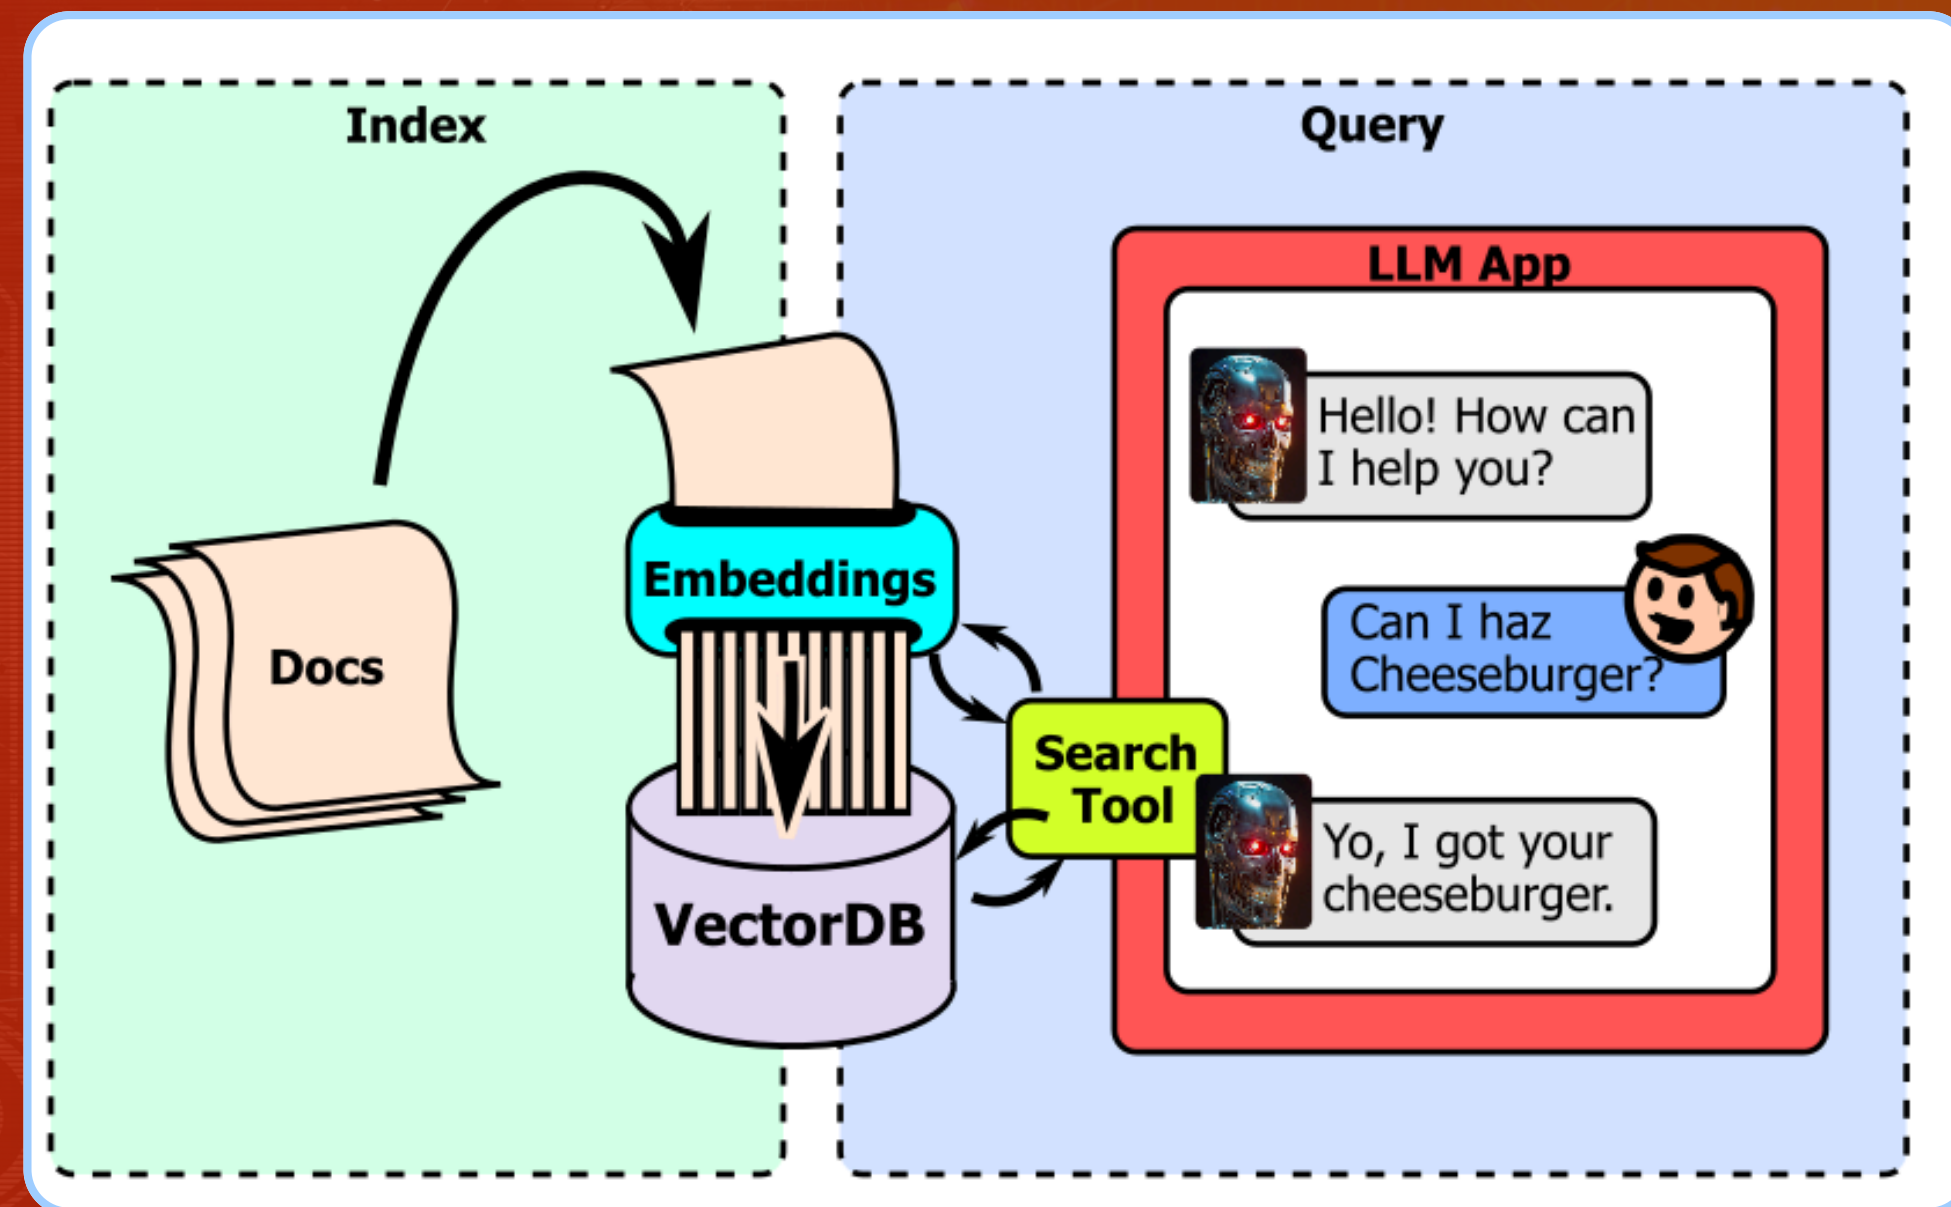 Index
Query
LLM App
Hello! How can
I help you?
Embeddings
Can I haz
Cheeseburger?
Docs
Search
Tool
Yo, I got your
cheeseburger.
VectorDB